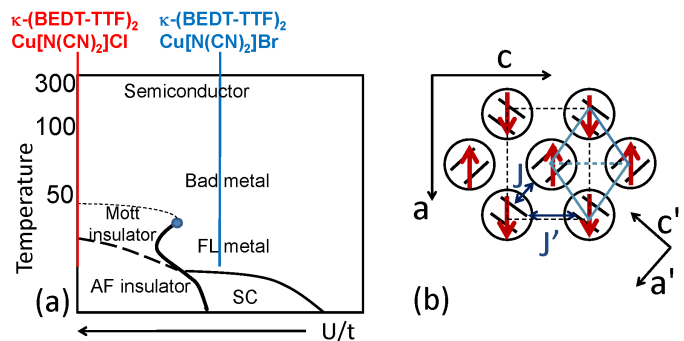 κ-(BEDT-TTF)₂
Cu[N(CN)₂]Cl
κ-(BEDT-TTF)₂
Cu[N(CN)₂]Br
Temperature
300
100
50
Semiconductor
Bad metal
Mott
insulator
FL metal
AF insulator
SC
(a)
U/t
c
a
J
J’
c'
a'
(b)